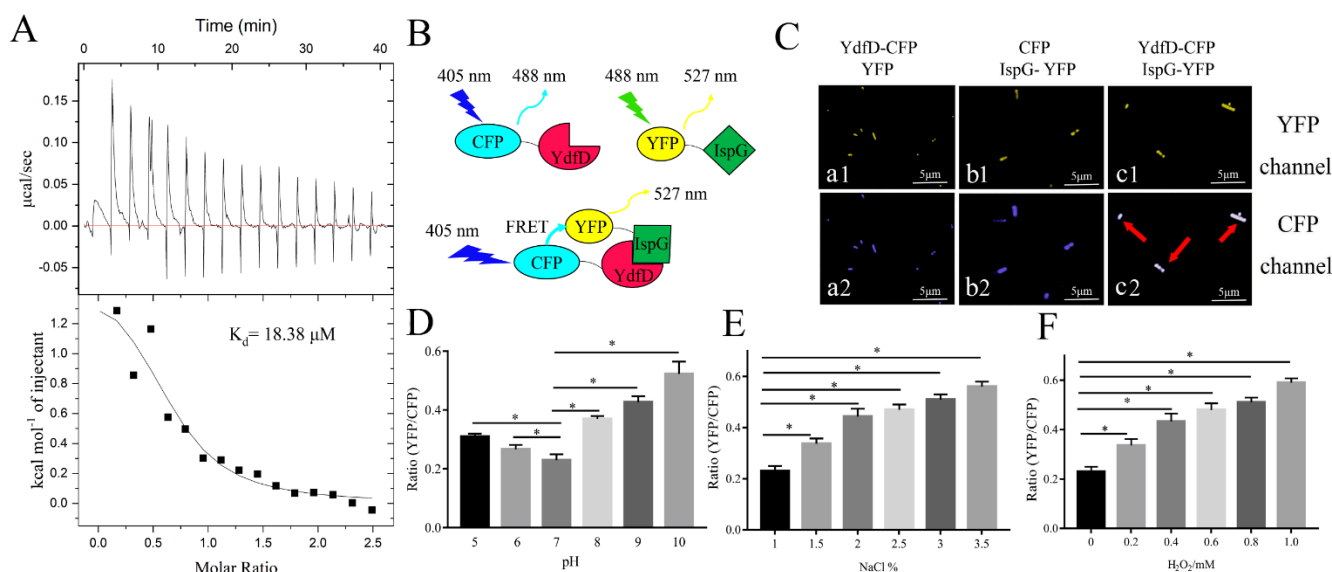 A
Time (min)
0 5 10 15 20 25 30 35 40
0.15
0.10
0.05
0.00
-0.05
µcal/sec
1.2
1.0
0.8
0.6
0.4
0.2
0.0
kcal mol⁻¹ of injectant
K_d= 18.38 µM
0.0 0.5 1.0 1.5 2.0 2.5
Molar Ratio
B
405 nm 488 nm 488 nm 527 nm
CFP YdfD YFP IspG
527 nm
405 nm FRET YFP IspG
CFP YdfD
C
YdfD-CFP CFP YdfD-CFP
YFP IspG- YFP IspG-YFP
YFP
channel
a1 5µm b1 5µm c1 5µm
CFP
channel
a2 5µm b2 5µm c2 5µm
D
Ratio (YFP/CFP)
0.6
0.4
0.2
0.0
* * * * *
5 6 7 8 9 10
pH
E
Ratio (YFP/CFP)
0.6
0.4
0.2
0.0
* * * * *
1 1.5 2 2.5 3 3.5
NaCl %
F
Ratio (YFP/CFP)
0.6
0.4
0.2
0.0
* * * * *
0 0.2 0.4 0.6 0.8 1.0
H₂O₂/mM